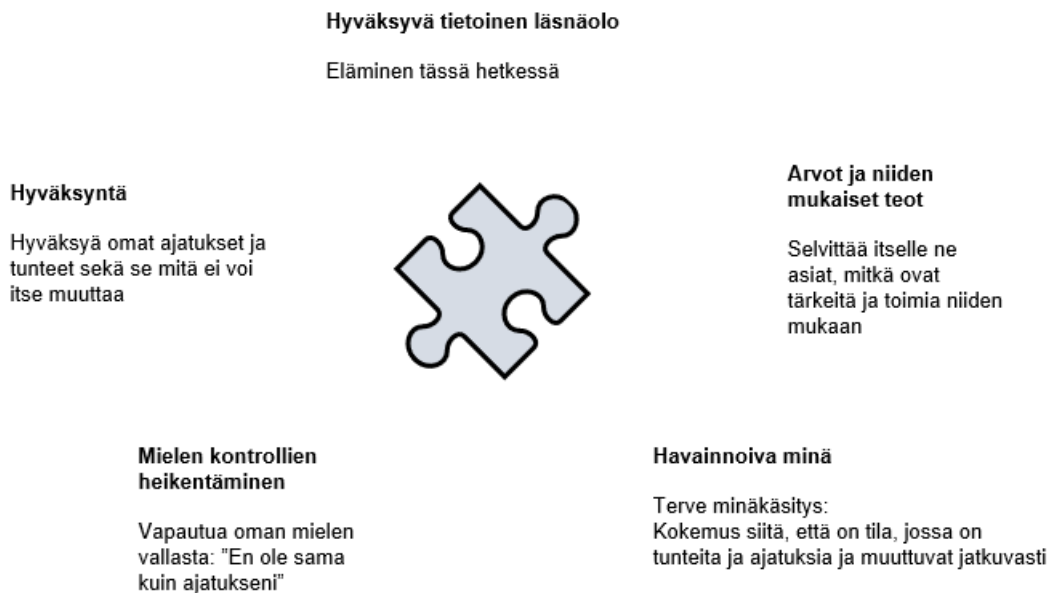 Hyväksyvä tietoinen läsnäolo
Eläminen tässä hetkessä
Hyväksyntä
Hyväksyä omat ajatukset ja
tunteet sekä se mitä ei voi
itse muuttaa
Arvot ja niiden
mukaiset teot
Selvittää itselle ne
asiat, mitkä ovat
tärkeitä ja toimia niiden
mukaan
Mielen kontrollien
heikentäminen
Vapautua oman mielen
vallasta: ”En ole sama
kuin ajatukseni”
Havainnoiva minä
Terve minäkäsitys:
Kokemus siitä, että on tila, jossa on
tunteita ja ajatuksia ja muuttuvat jatkuvasti